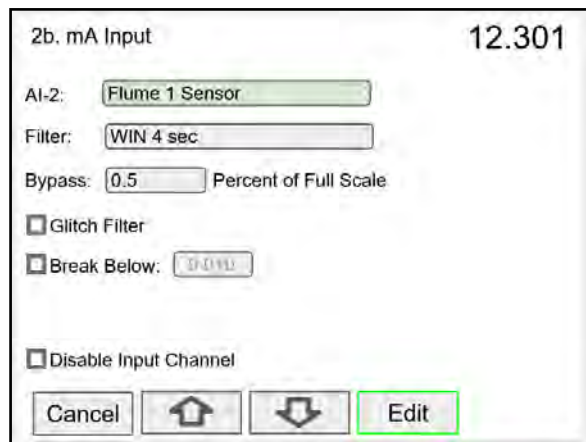 2b. mA Input 12.301
AI-2: Flume 1 Sensor
Filter: WIN 4 sec
Bypass: 0.5 Percent of Full Scale
Glitch Filter
Break Below:
Disable Input Channel
Cancel Edit